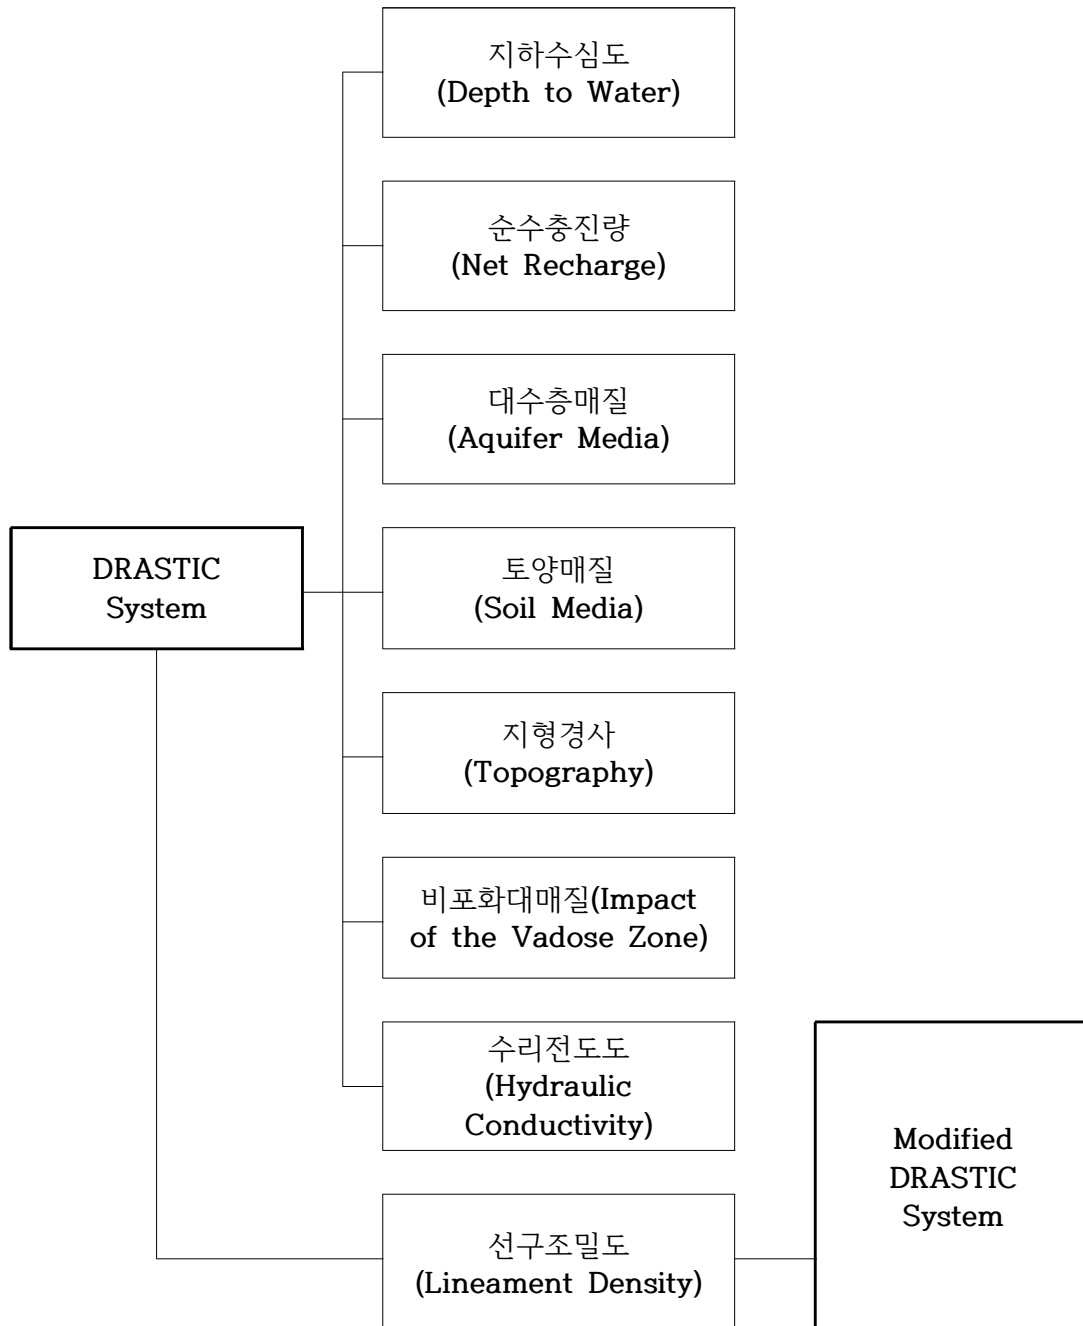 지하수심도
(Depth to Water)
순수충진량
(Net Recharge)
대수층매질
(Aquifer Media)
DRASTIC
System
토양매질
(Soil Media)
지형경사
(Topography)
비포화대매질(Impact
of the Vadose Zone)
수리전도도
(Hydraulic
Conductivity)
선구조밀도
(Lineament Density)
Modified
DRASTIC
System